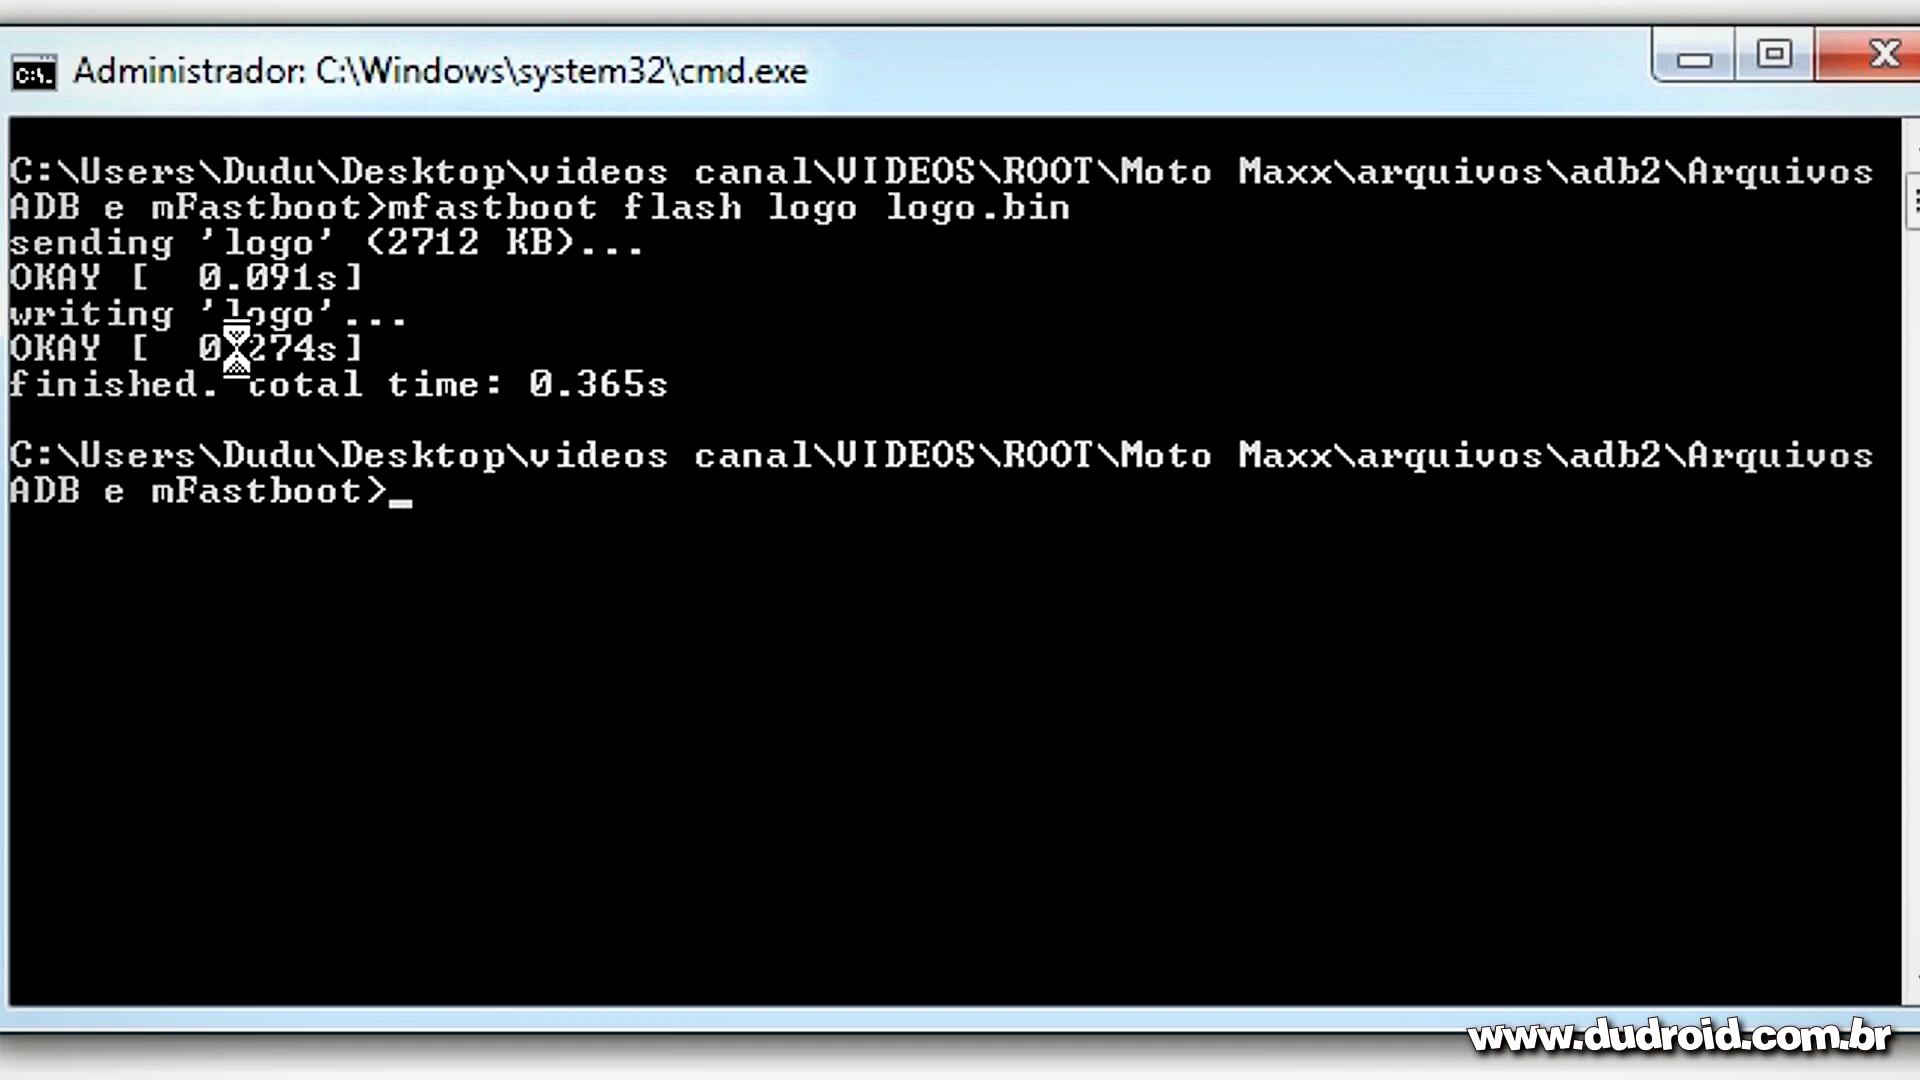 Administrador: C:\Windows\system32\cmd.exe
C:\Users\Dudu\Desktop\videos canal\VIDEOS\ROOT\Moto Maxx\arquivos\adb2\Arquivos
ADB e mFastboot>mfastboot flash logo logo.bin
sending 'logo' (2712 KB)...
OKAY [  0.091s]
writing 'logo'...
OKAY [  0.274s]
finished. total time: 0.365s
C:\Users\Dudu\Desktop\videos canal\VIDEOS\ROOT\Moto Maxx\arquivos\adb2\Arquivos
ADB e mFastboot>_
www.dudroid.com.br